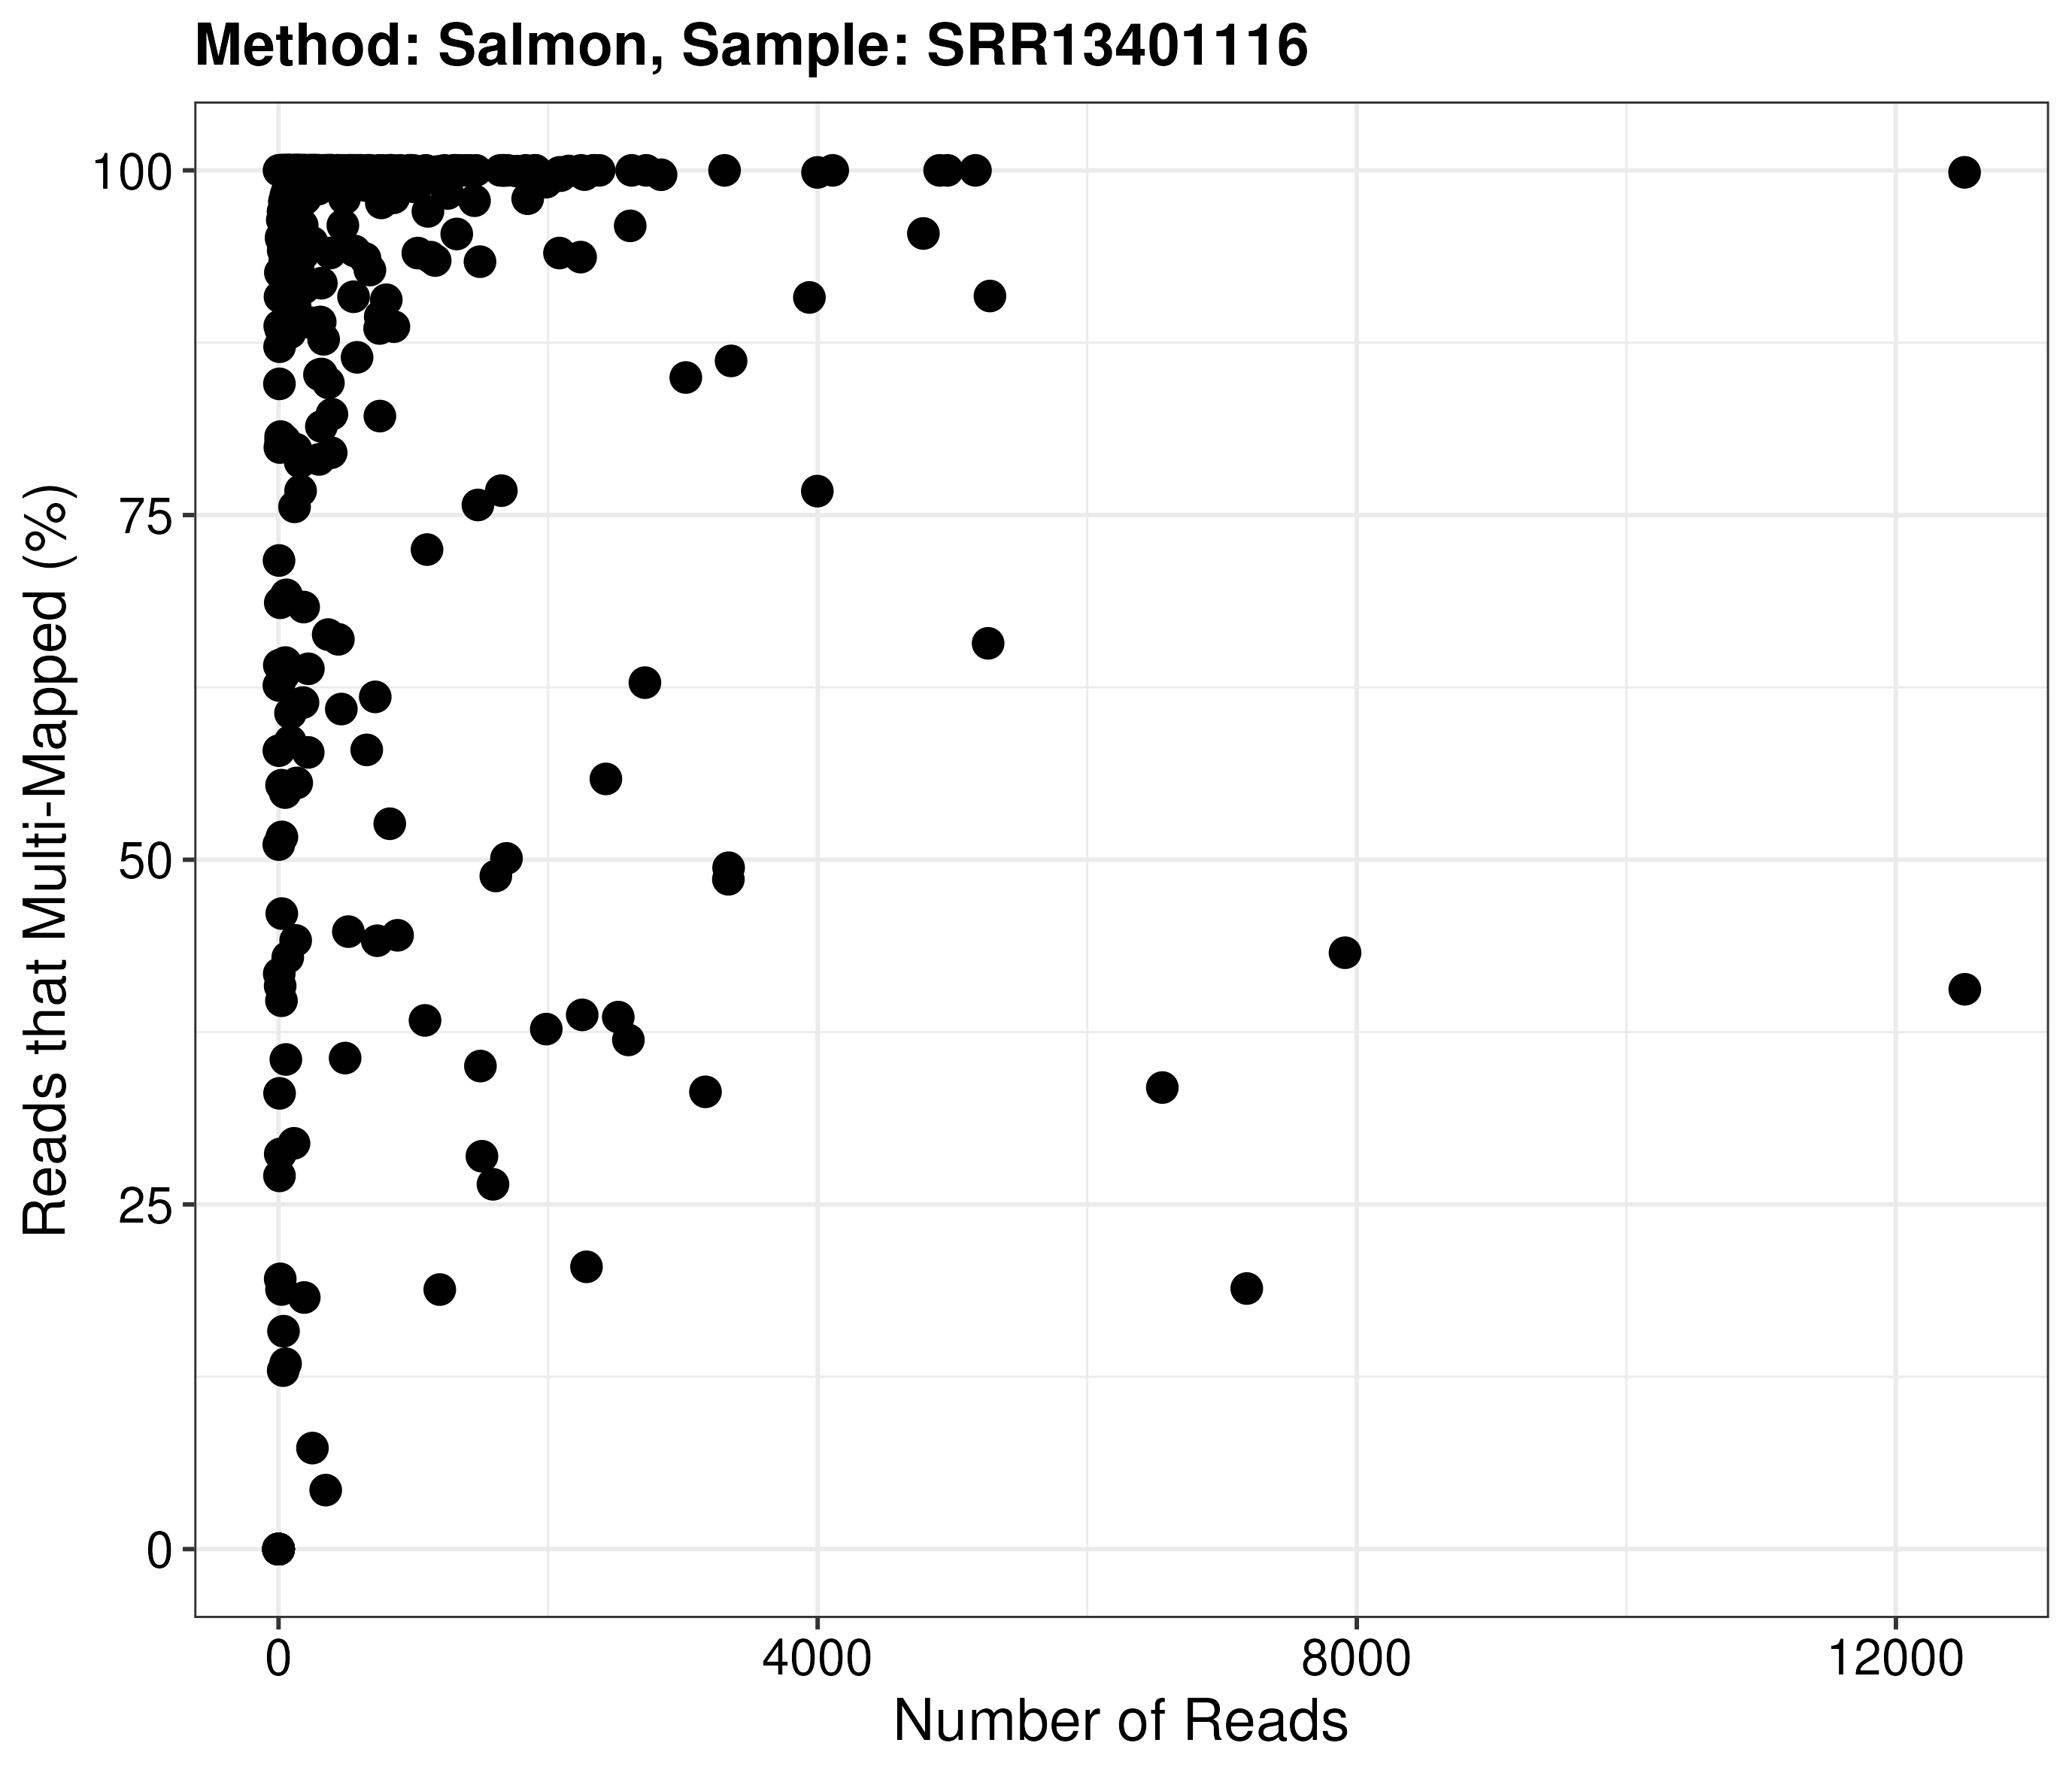 Method: Salmon, Sample: SRR13401116
Reads that Multi-Mapped (%)
100
75
50
25
0
0 4000 8000 12000
Number of Reads